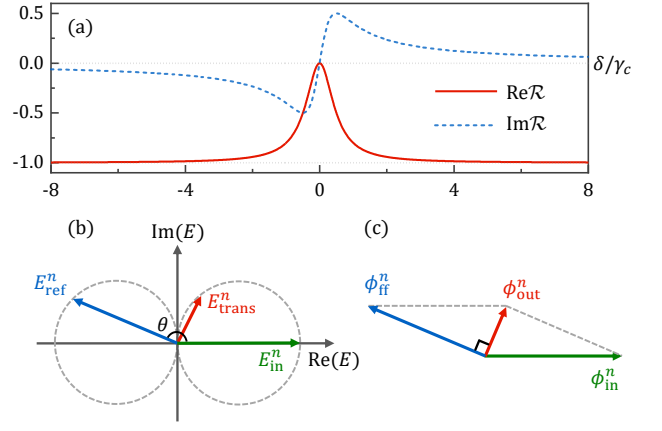 (a)
0.5
0.0
-0.5
-1.0
δ/γ_c
Reℛ
Imℛ
-8 -4 0 4 8
(b)
Im(E)
E^n_ref
E^n_trans
θ
E^n_in
Re(E)
(c)
ϕ^n_ff
ϕ^n_out
ϕ^n_in